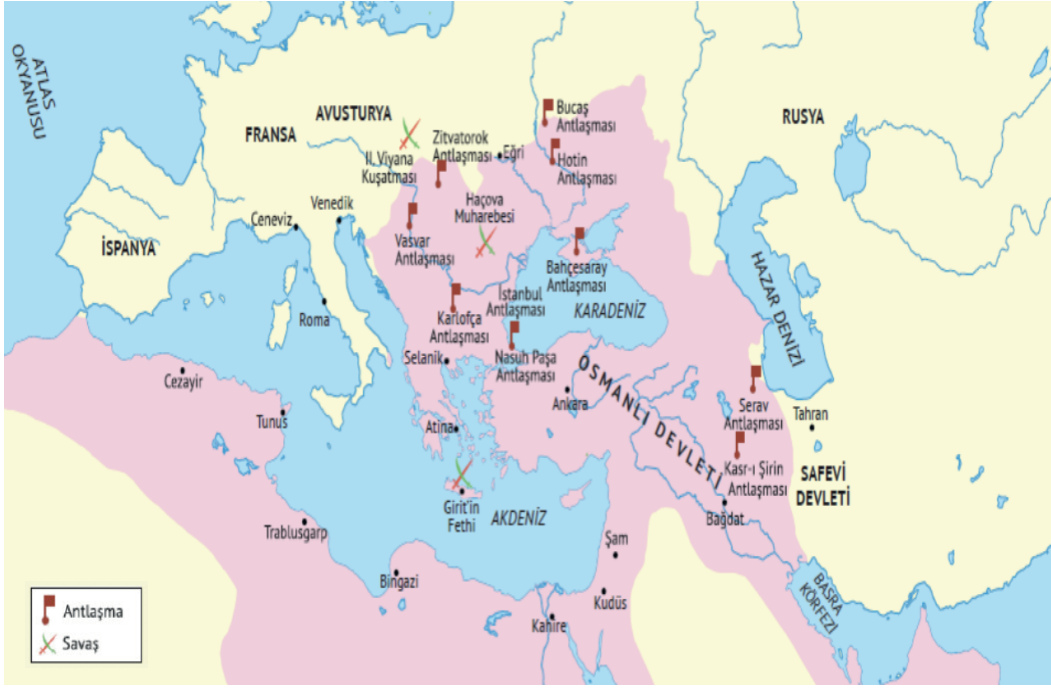 ATLAS
OKYANUSU
AVUSTURYA
FRANSA
RUSYA
Bucaş
Antlaşması
Zitvatorok
Antlaşması
Eğri
Hotin
Antlaşması
II. Viyana
Kuşatması
Haçova
Muharebesi
Venedik
Ceneviz
İSPANYA
Vasvar
Antlaşması
Bahçesaray
Antlaşması
HAZAR DENİZİ
İstanbul
Antlaşması
KARADENİZ
Roma
Karlofça
Antlaşması
Selanik
Nasuh Paşa
Antlaşması
OSMANLI DEVLETİ
Cezayir
Ankara
Serav
Antlaşması
Tahran
Tunus
Atina
Kasr-ı Şirin
Antlaşması
SAFEVİ
DEVLETİ
Girit'in
Fethi
AKDENİZ
Bağdat
Trablusgarp
Şam
Bingazi
Kudüs
BASRA
KÖRFEZİ
Kahire
Antlaşma
Savaş